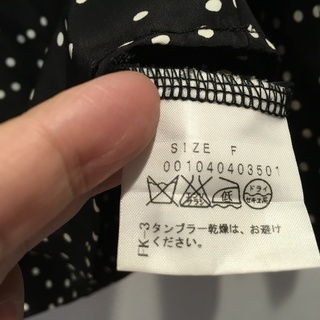 SIZE F
001040403501
低
ドライ
セキユ系
FK-3
タンブラー乾燥は、お避け
ください。